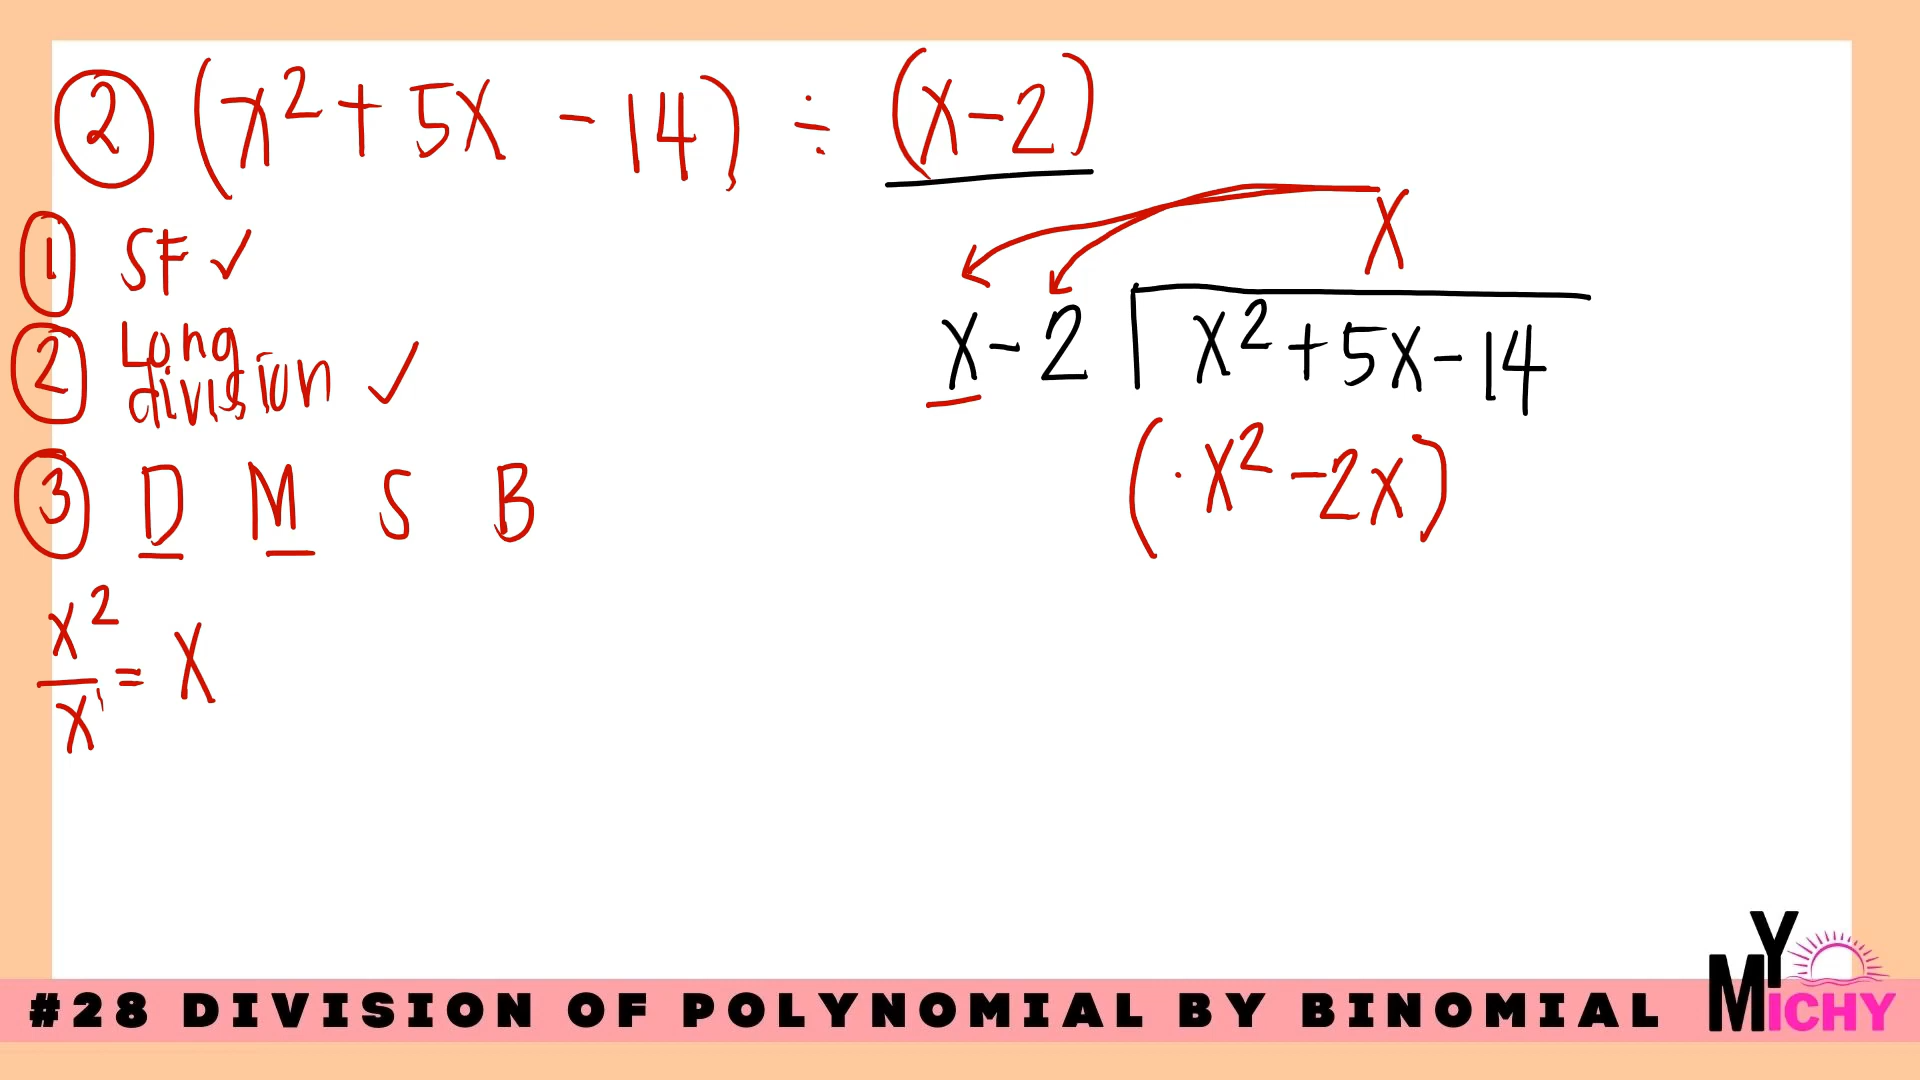 ② (x² + 5x - 14) ÷ (x - 2)
① SF ✓
② Long
division ✓
③ D M S B
x²/x¹ = x
x
x - 2 x² + 5x - 14
(x² - 2x)
#28 DIVISION OF POLYNOMIAL BY BINOMIAL
MY MICHY